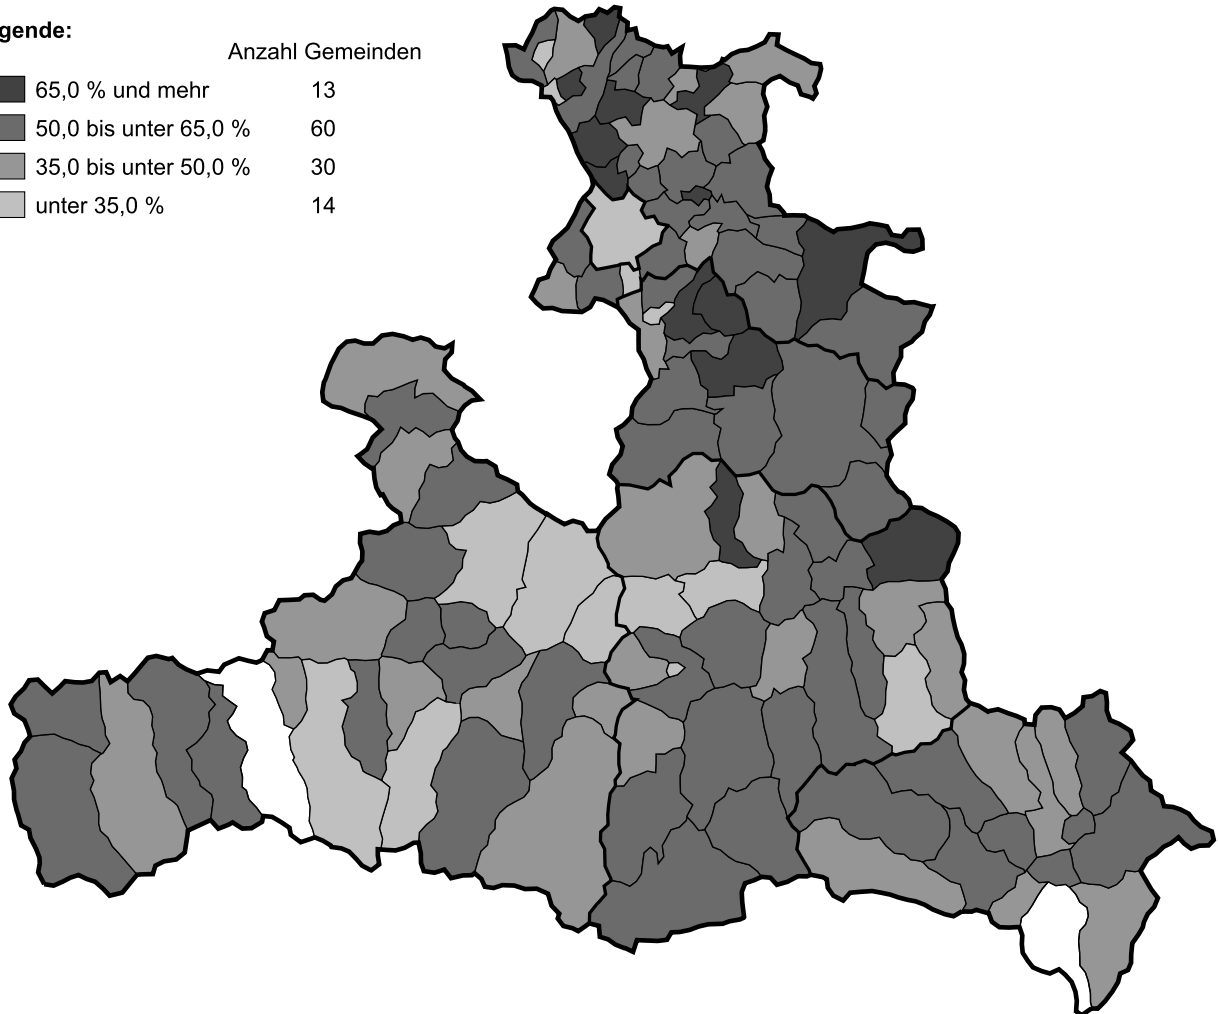 gende:
Anzahl Gemeinden
65,0 % und mehr 13
50,0 bis unter 65,0 % 60
35,0 bis unter 50,0 % 30
unter 35,0 % 14